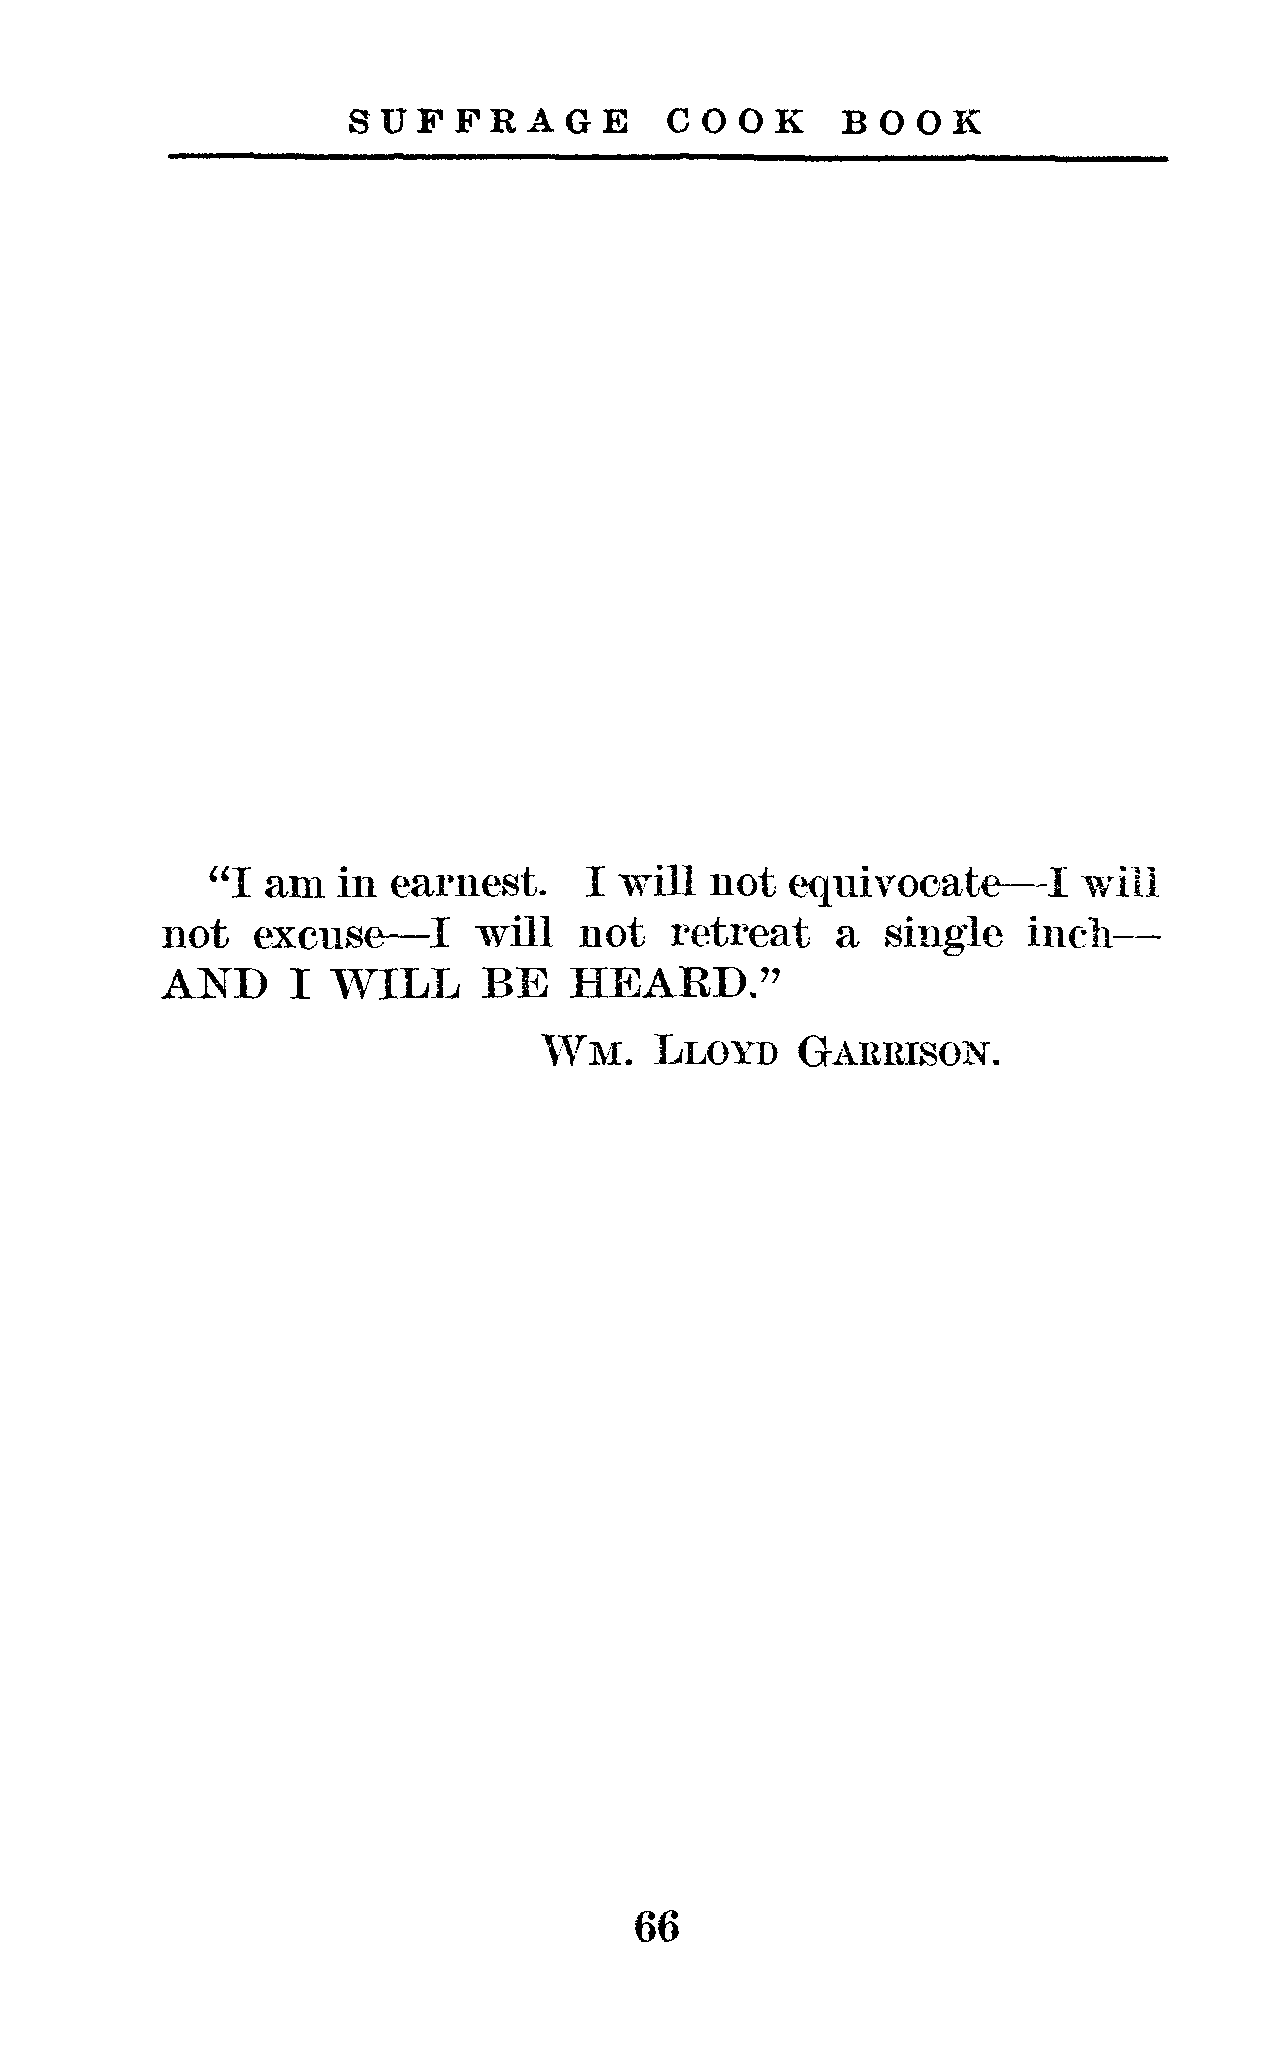 SUFFRAGE COOK BOOK
“I am in earnest. I will not equivocate—I will
not excuse—I will not retreat a single inch—
AND I WILL BE HEARD.”
WM. LLOYD GARRISON.
66